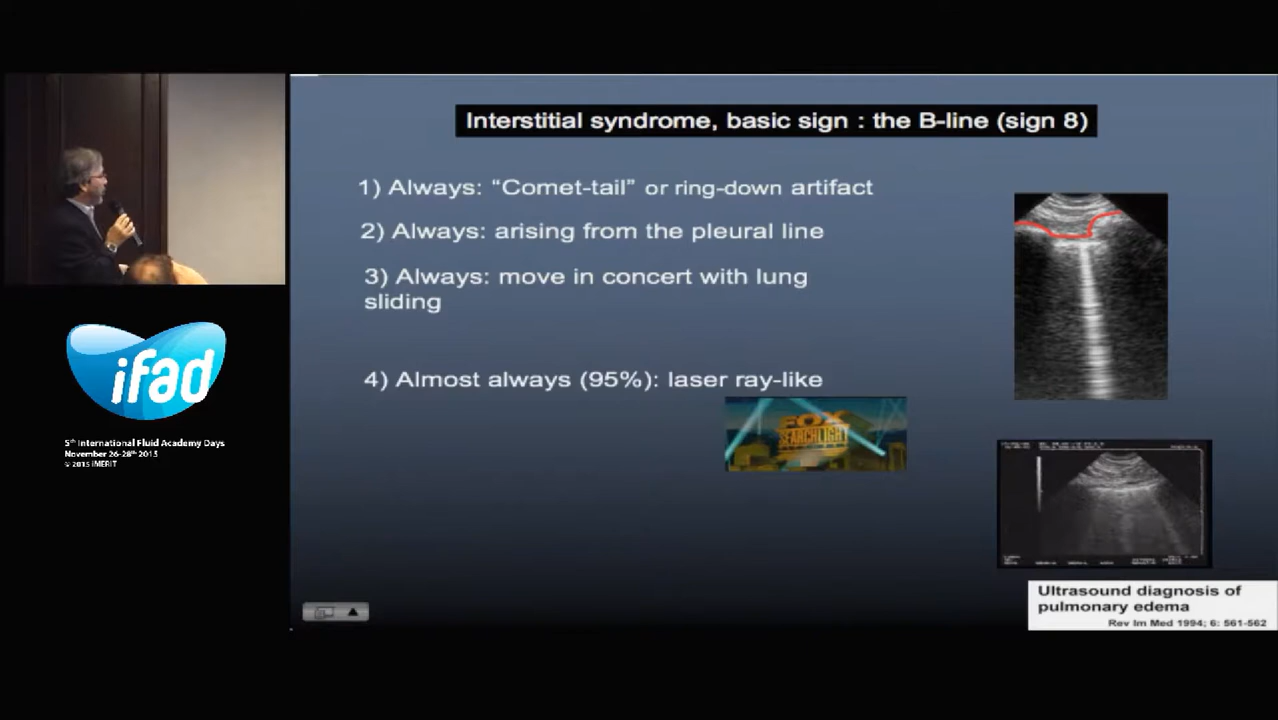 Interstitial syndrome, basic sign : the B-line (sign 8)
1) Always: “Comet-tail” or ring-down artifact
2) Always: arising from the pleural line
3) Always: move in concert with lung
sliding
4) Almost always (95%): laser ray-like
FOX
SEARCHLIGHT
ifad
5th International Fluid Academy Days
November 26-28th 2015
© 2015 iMERIT
Ultrasound diagnosis of
pulmonary edema
Rev Im Med 1994; 6: 561-562